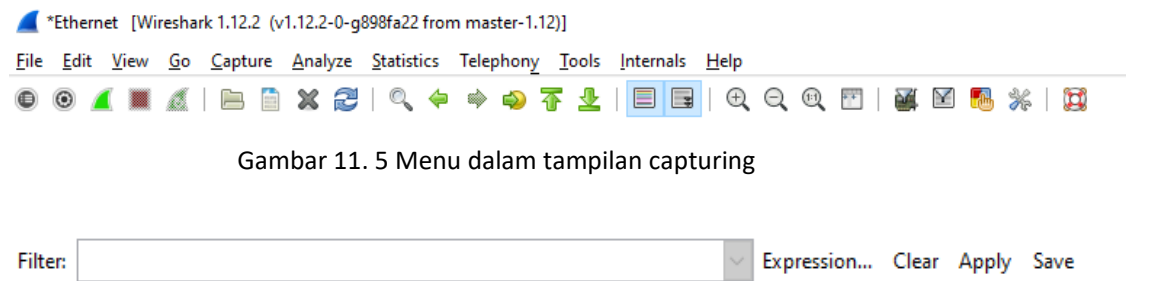 *Ethernet [Wireshark 1.12.2 (v1.12.2-0-g898fa22 from master-1.12)]
File Edit View Go Capture Analyze Statistics Telephony Tools Internals Help
Gambar 11. 5 Menu dalam tampilan capturing
Filter: Expression... Clear Apply Save